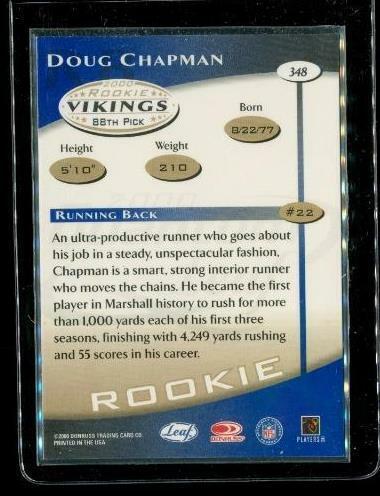 DOUG CHAPMAN
348
2000
ROOKIE
VIKINGS
88TH PICK
Born
8/22/77
Height
5'10"
Weight
210
RUNNING BACK
#22
An ultra-productive runner who goes about
his job in a steady, unspectacular fashion,
Chapman is a smart, strong interior runner
who moves the chains. He became the first
player in Marshall history to rush for more
than 1,000 yards each of his first three
seasons, finishing with 4,249 yards rushing
and 55 scores in his career.
ROOKIE
©2000 DONRUSS TRADING CARD CO.
PRINTED IN THE USA
Leaf
DONRUSS
NFL
PLAYERS INC